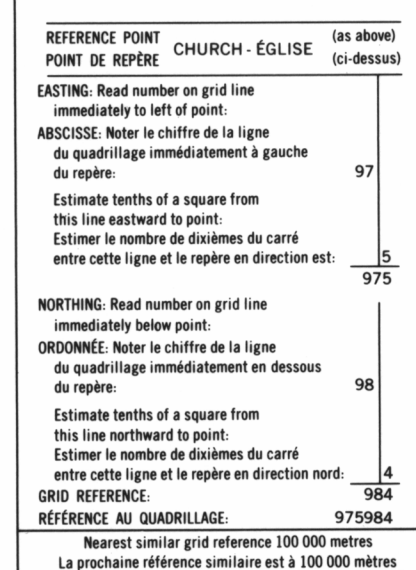 REFERENCE POINT CHURCH - ÉGLISE (as above)
POINT DE REPÈRE (ci-dessus)
EASTING: Read number on grid line
immediately to left of point:
ABSCISSE: Noter le chiffre de la ligne
du quadrillage immédiatement à gauche
du repère: 97
Estimate tenths of a square from
this line eastward to point:
Estimer le nombre de dixièmes du carré
entre cette ligne et le repère en direction est: 5
975
NORTHING: Read number on grid line
immediately below point:
ORDONNÉE: Noter le chiffre de la ligne
du quadrillage immédiatement en dessous
du repère: 98
Estimate tenths of a square from
this line northward to point:
Estimer le nombre de dixièmes du carré
entre cette ligne et le repère en direction nord: 4
GRID REFERENCE: 984
RÉFÉRENCE AU QUADRILLAGE: 975984
Nearest similar grid reference 100 000 metres
La prochaine référence similaire est à 100 000 mètres